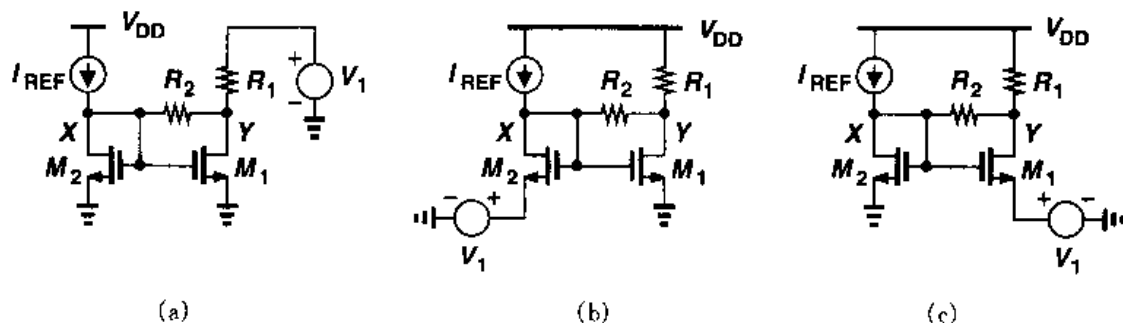 V_DD
I_REF
R_2
R_1
+
−
V_1
X
Y
M_2
M_1
(a)
V_DD
I_REF
R_2
R_1
X
Y
M_2
M_1
− +
V_1
(b)
V_DD
I_REF
R_2
R_1
X
Y
M_2
M_1
+ −
V_1
(c)